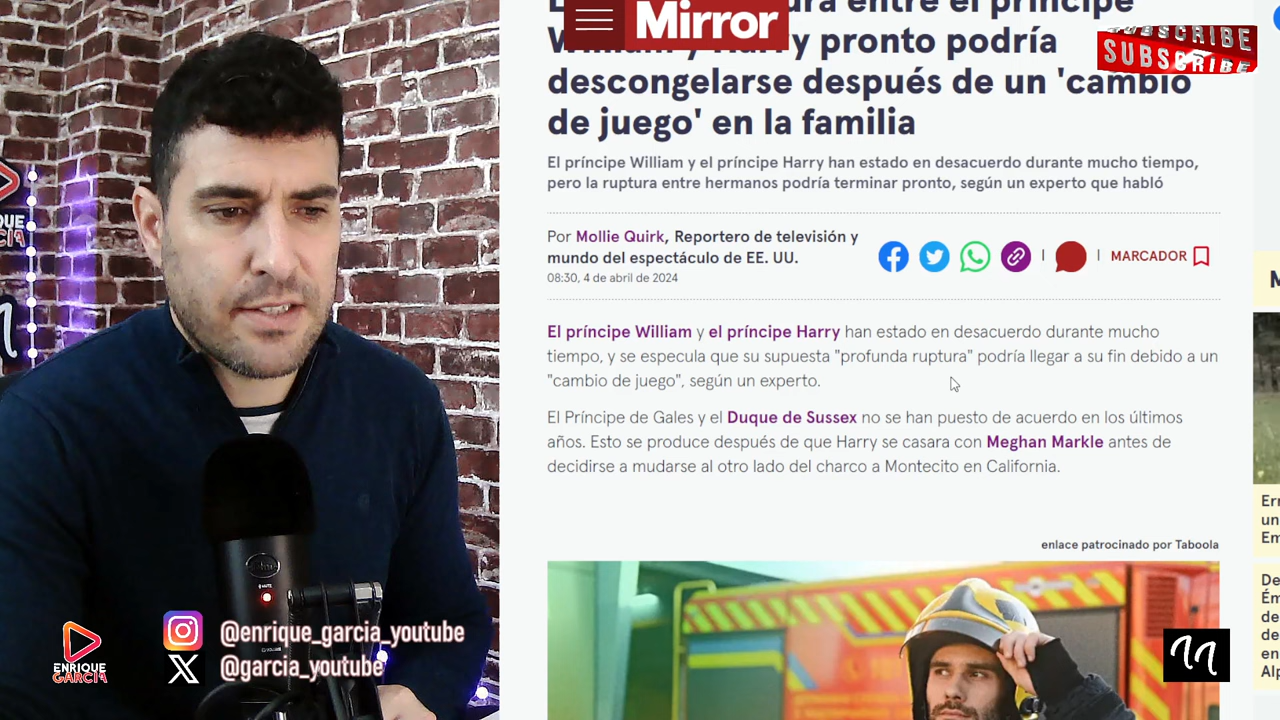 Mirror
entre el príncipe
pronto podría
descongelarse después de un 'cambio
de juego' en la familia
El príncipe William y el príncipe Harry han estado en desacuerdo durante mucho tiempo,
pero la ruptura entre hermanos podría terminar pronto, según un experto que habló
Por Mollie Quirk, Reportero de televisión y
mundo del espectáculo de EE. UU.
08:30, 4 de abril de 2024
MARCADOR
El príncipe William y el príncipe Harry han estado en desacuerdo durante mucho
tiempo, y se especula que su supuesta "profunda ruptura" podría llegar a su fin debido a un
"cambio de juego", según un experto.
El Príncipe de Gales y el Duque de Sussex no se han puesto de acuerdo en los últimos
años. Esto se produce después de que Harry se casara con Meghan Markle antes de
decidirse a mudarse al otro lado del charco a Montecito en California.
enlace patrocinado por Taboola
SUBSCRIBE
SUBSCRIBE
SUBSCRIBE
ENRIQUE
GARCIA
@enrique_garcia_youtube
@garcia_youtube